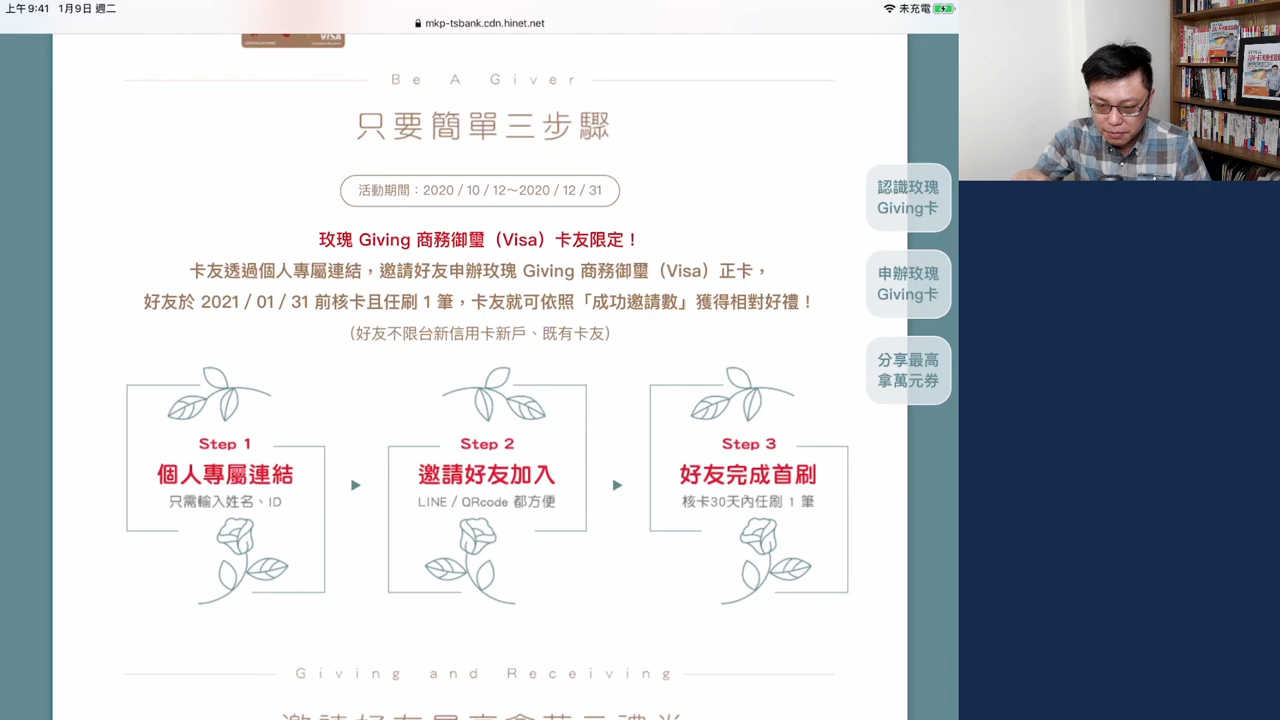 上午9:41 1月9日 週二
未充電
mkp-tsbank.cdn.hinet.net
VISA
Be A Giver
只要簡單三步驟
活動期間：2020 / 10 / 12～2020 / 12 / 31
玫瑰 Giving 商務御璽（Visa）卡友限定！
卡友透過個人專屬連結，邀請好友申辦玫瑰 Giving 商務御璽（Visa）正卡，
好友於 2021 / 01 / 31 前核卡且任刷 1 筆，卡友就可依照「成功邀請數」獲得相對好禮！
（好友不限台新信用卡新戶、既有卡友）
Step 1
個人專屬連結
只需輸入姓名、ID
Step 2
邀請好友加入
LINE / QRcode 都方便
Step 3
好友完成首刷
核卡30天內任刷 1 筆
認識玫瑰
Giving卡
申辦玫瑰
Giving卡
分享最高
拿萬元券
Giving and Receiving